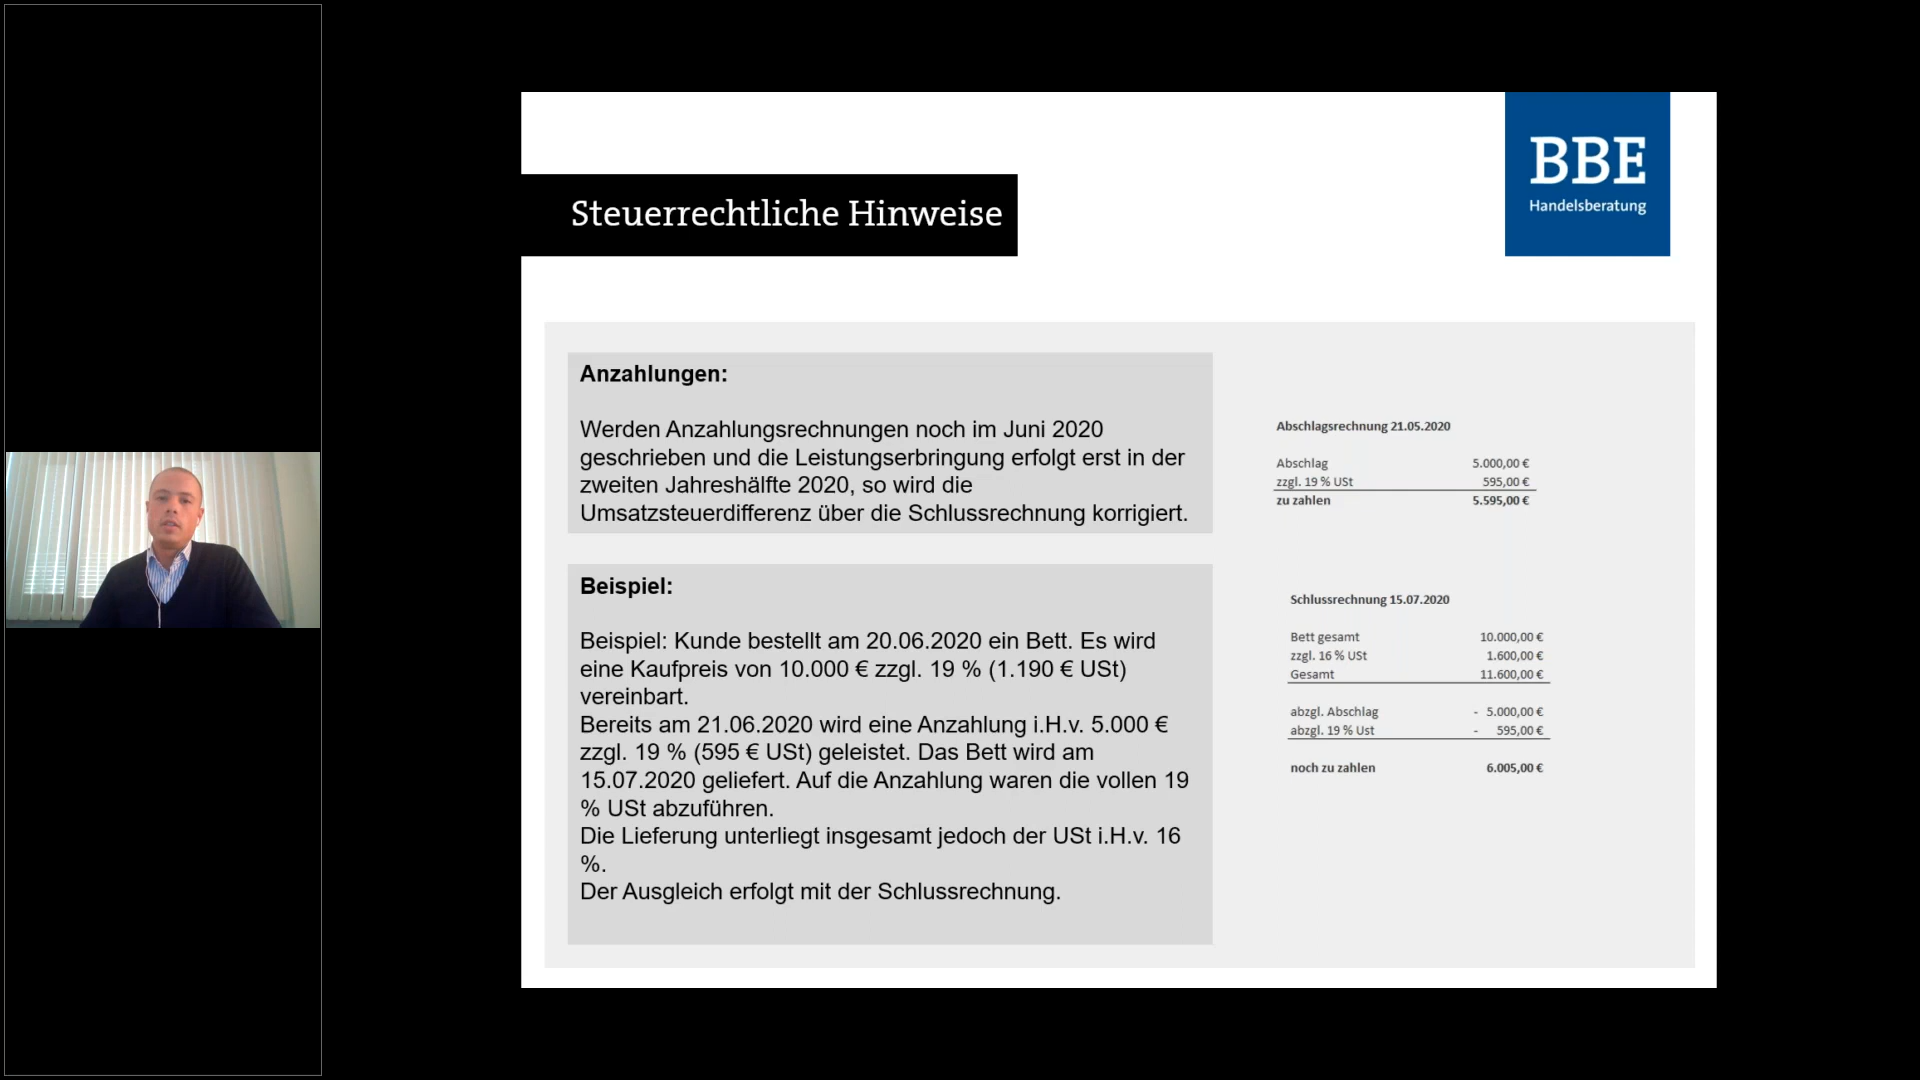 BBE
Handelsberatung
Steuerrechtliche Hinweise
Anzahlungen:
Werden Anzahlungsrechnungen noch im Juni 2020
geschrieben und die Leistungserbringung erfolgt erst in der
zweiten Jahreshälfte 2020, so wird die
Umsatzsteuerdifferenz über die Schlussrechnung korrigiert.
Beispiel:
Beispiel: Kunde bestellt am 20.06.2020 ein Bett. Es wird
eine Kaufpreis von 10.000 € zzgl. 19 % (1.190 € USt)
vereinbart.
Bereits am 21.06.2020 wird eine Anzahlung i.H.v. 5.000 €
zzgl. 19 % (595 € USt) geleistet. Das Bett wird am
15.07.2020 geliefert. Auf die Anzahlung waren die vollen 19
% USt abzuführen.
Die Lieferung unterliegt insgesamt jedoch der USt i.H.v. 16
%.
Der Ausgleich erfolgt mit der Schlussrechnung.
Abschlagsrechnung 21.05.2020
Abschlag 5.000,00 €
zzgl. 19 % USt 595,00 €
zu zahlen 5.595,00 €
Schlussrechnung 15.07.2020
Bett gesamt 10.000,00 €
zzgl. 16 % USt 1.600,00 €
Gesamt 11.600,00 €
abzgl. Abschlag - 5.000,00 €
abzgl. 19 % Ust - 595,00 €
noch zu zahlen 6.005,00 €